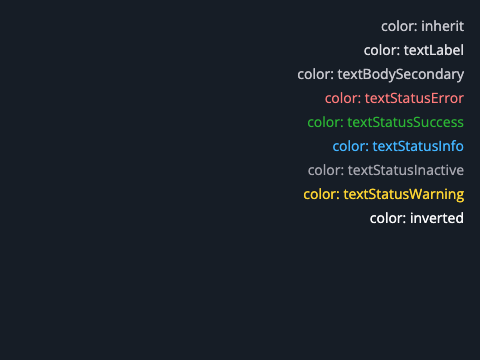 color: inherit
color: textLabel
color: textBodySecondary
color: textStatusError
color: textStatusSuccess
color: textStatusInfo
color: textStatusInactive
color: textStatusWarning
color: inverted